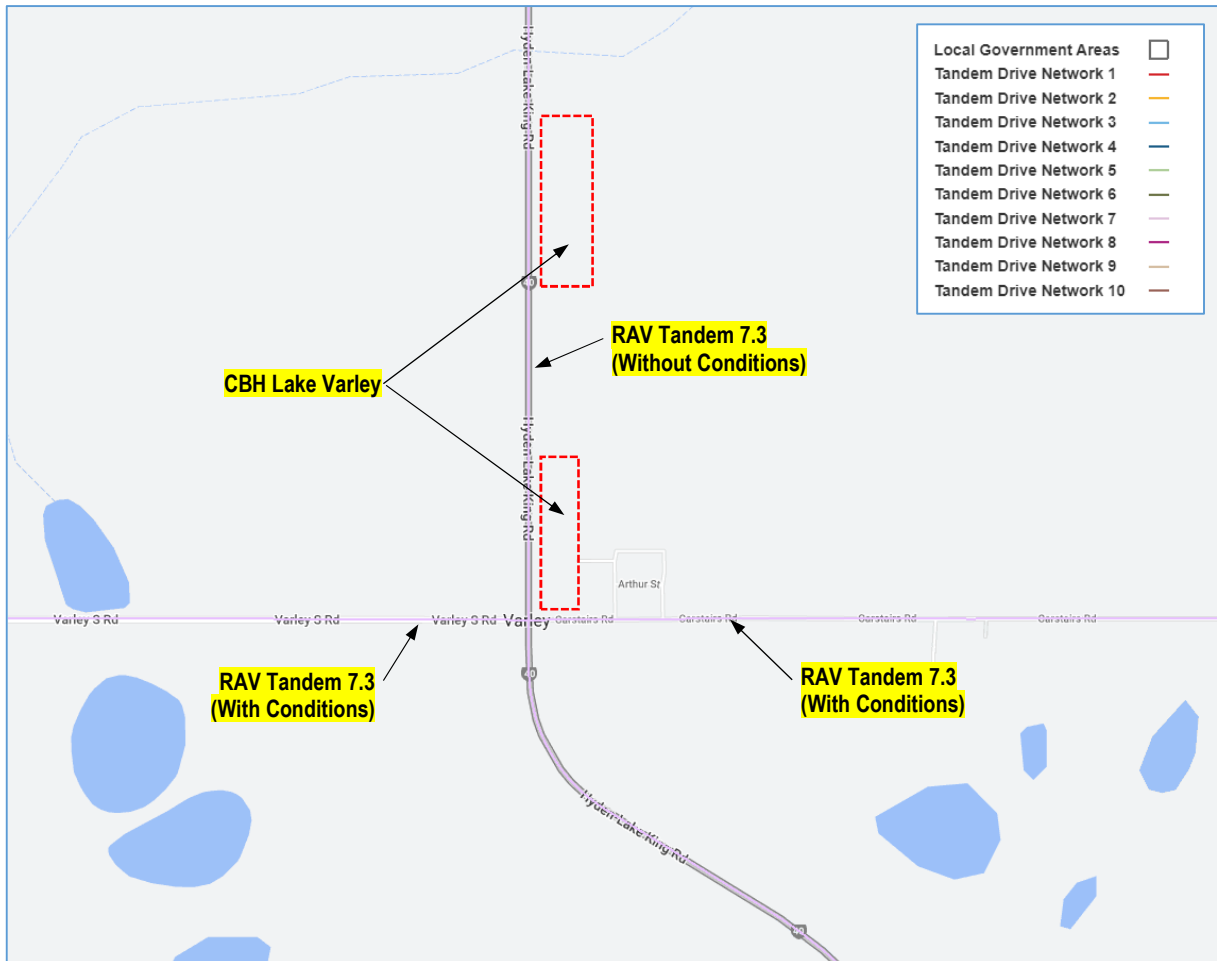 Local Government Areas
Tandem Drive Network 1
Tandem Drive Network 2
Tandem Drive Network 3
Tandem Drive Network 4
Tandem Drive Network 5
Tandem Drive Network 6
Tandem Drive Network 7
Tandem Drive Network 8
Tandem Drive Network 9
Tandem Drive Network 10
Hyden-Lake King Rd
40
RAV Tandem 7.3
(Without Conditions)
CBH Lake Varley
Hyden-Lake King Rd
Arthur St
Varley S Rd
Varley S Rd
Varley S Rd
Varley
Carstairs Rd
Carstairs Rd
Carstairs Rd
Carstairs Rd
40
RAV Tandem 7.3
(With Conditions)
RAV Tandem 7.3
(With Conditions)
Hyden-Lake King Rd
40